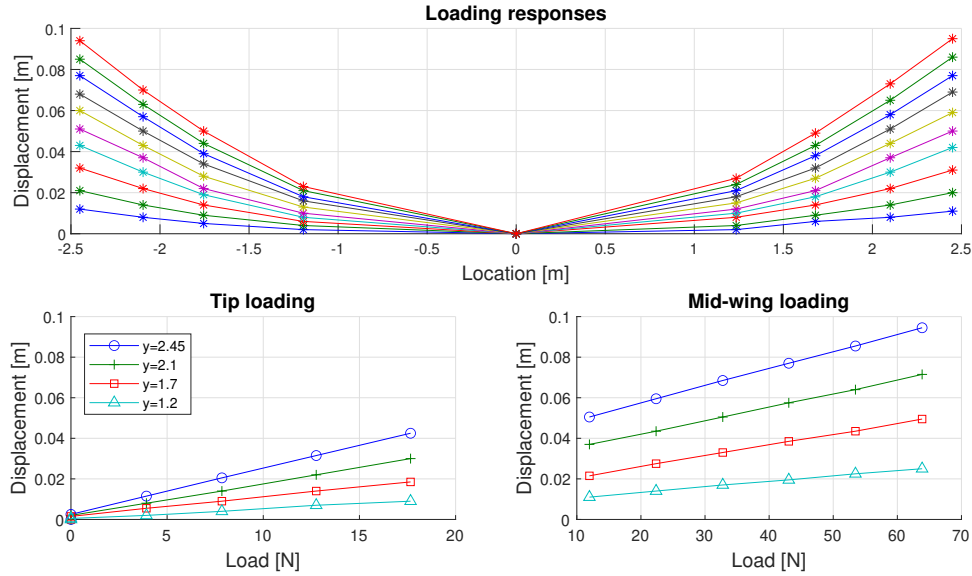 Loading responses
Displacement [m]
0.1
0.08
0.06
0.04
0.02
0
-2.5 -2 -1.5 -1 -0.5 0 0.5 1 1.5 2 2.5
Location [m]
Tip loading
Displacement [m]
0.1
0.08
0.06
0.04
0.02
0
y=2.45
y=2.1
y=1.7
y=1.2
0 5 10 15 20
Load [N]
Mid-wing loading
Displacement [m]
0.1
0.08
0.06
0.04
0.02
0
10 20 30 40 50 60 70
Load [N]